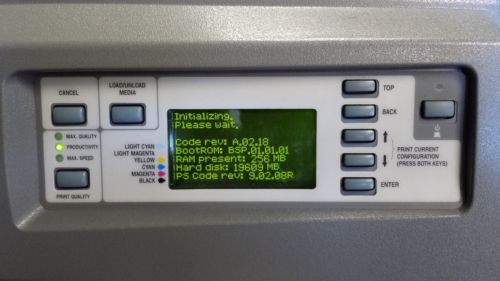 CANCEL
LOAD/UNLOAD
MEDIA
MAX. QUALITY
PRODUCTIVITY
MAX. SPEED
PRINT QUALITY
LIGHT CYAN
LIGHT MAGENTA
YELLOW
CYAN
MAGENTA
BLACK
Initializing.
Please wait.
Code rev: A.02.18
BootROM: BSP.01.01.01
RAM present: 256 MB
Hard disk: 19609 MB
PS Code rev: 9.02.08R
TOP
BACK
PRINT CURRENT
CONFIGURATION
(PRESS BOTH KEYS)
ENTER